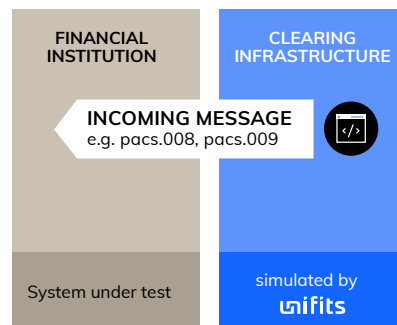 FINANCIAL
INSTITUTION
CLEARING
INFRASTRUCTURE
INCOMING MESSAGE
e.g. pacs.008, pacs.009
</>
System under test
simulated by
unifits